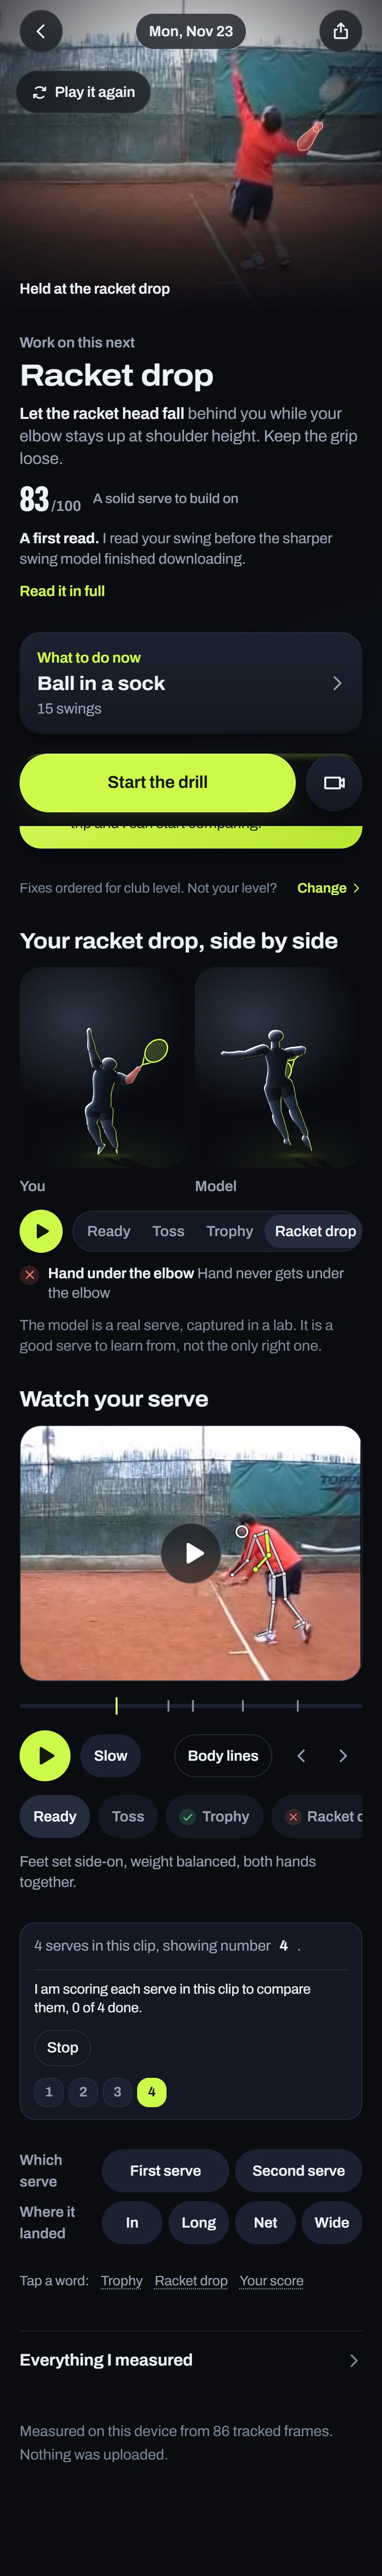 Mon, Nov 23
Play it again
Held at the racket drop
Work on this next
Racket drop
Let the racket head fall behind you while your
elbow stays up at shoulder height. Keep the grip
loose.
83/100 A solid serve to build on
A first read. I read your swing before the sharper
swing model finished downloading.
Read it in full
What to do now
Ball in a sock
15 swings
Start the drill
trip and I can start comparing.
Fixes ordered for club level. Not your level? Change
Your racket drop, side by side
You Model
Ready Toss Trophy Racket drop
Hand under the elbow Hand never gets under
the elbow
The model is a real serve, captured in a lab. It is a
good serve to learn from, not the only right one.
Watch your serve
Slow Body lines
Ready Toss Trophy Racket d
Feet set side-on, weight balanced, both hands
together.
4 serves in this clip, showing number 4 .
I am scoring each serve in this clip to compare
them, 0 of 4 done.
Stop
1 2 3 4
Which
serve
First serve Second serve
Where it
landed
In Long Net Wide
Tap a word: Trophy Racket drop Your score
Everything I measured
Measured on this device from 86 tracked frames.
Nothing was uploaded.